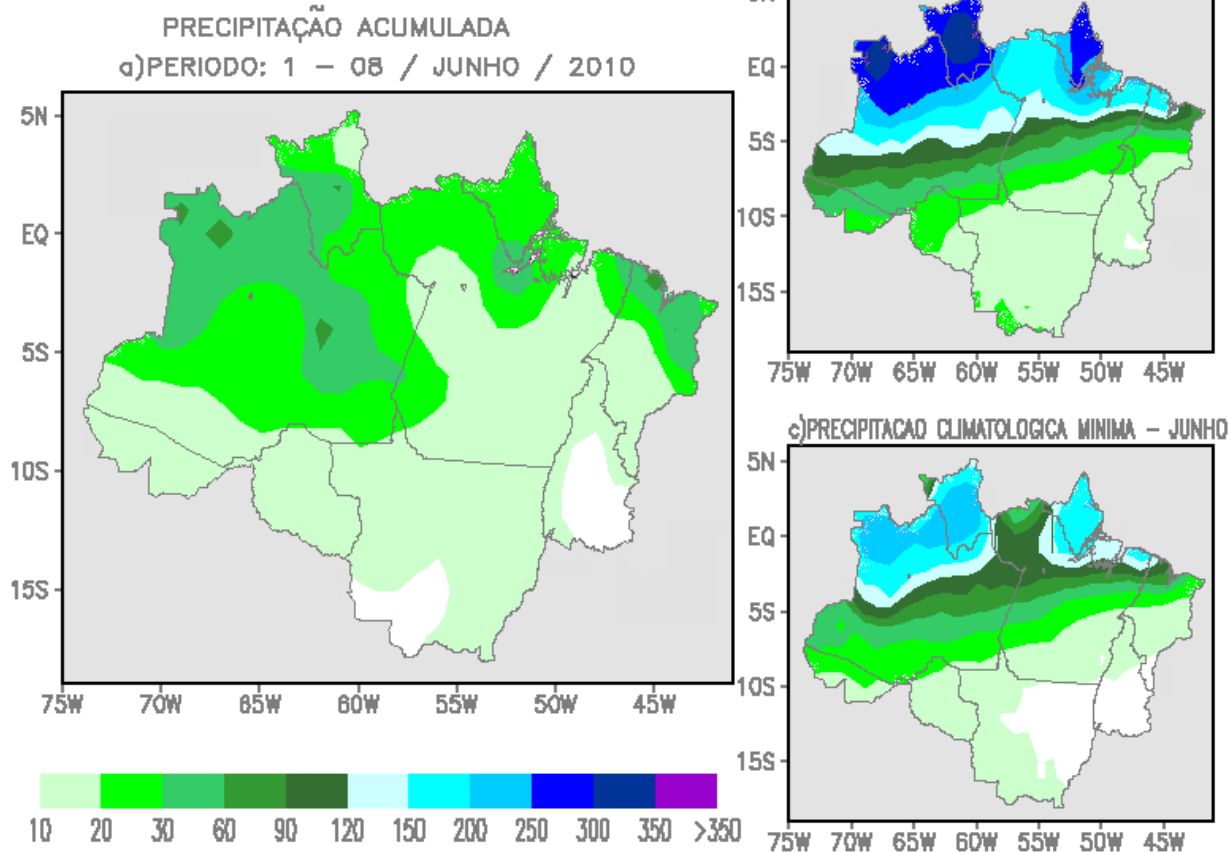 PRECIPITAÇÃO ACUMULADA
a)PERIODO: 1 – 08 / JUNHO / 2010
5N
EQ
5S
10S
15S
75W 70W 65W 60W 55W 50W 45W
10 20 30 60 90 120 150 200 250 300 350 >350
EQ
5S
10S
15S
75W 70W 65W 60W 55W 50W 45W
c)PRECIPITACAO CLIMATOLOGICA MINIMA – JUNHO
5N
EQ
5S
10S
15S
75W 70W 65W 60W 55W 50W 45W